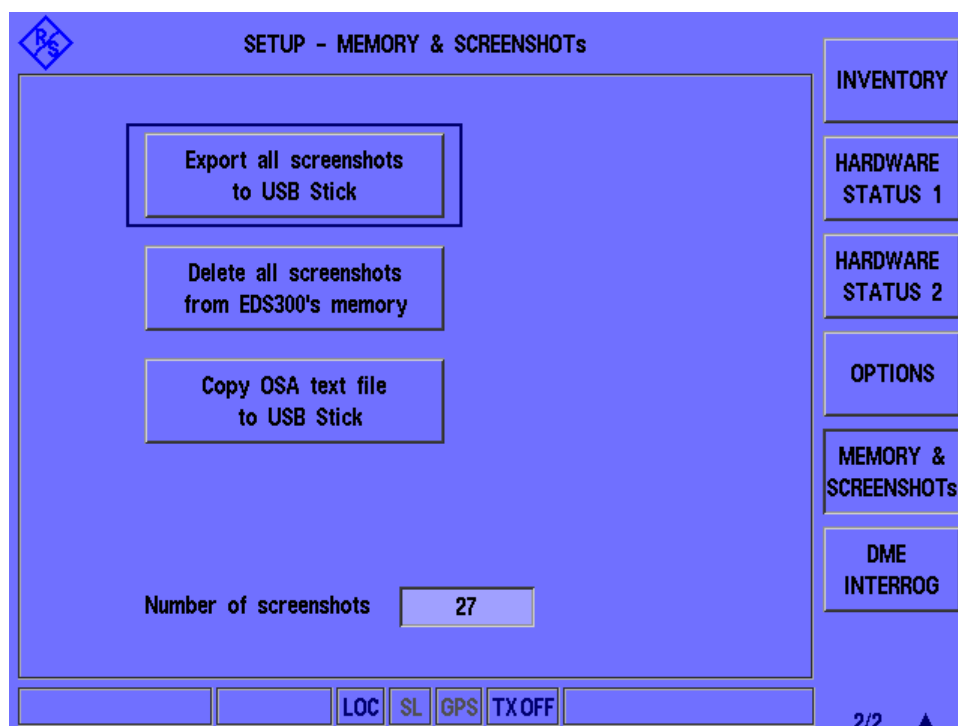 R/S
SETUP - MEMORY & SCREENSHOTs
Export all screenshots
to USB Stick
Delete all screenshots
from EDS300's memory
Copy OSA text file
to USB Stick
Number of screenshots 27
LOC SL GPS TX OFF
INVENTORY
HARDWARE
STATUS 1
HARDWARE
STATUS 2
OPTIONS
MEMORY &
SCREENSHOTs
DME
INTERROG
2/2 ▲